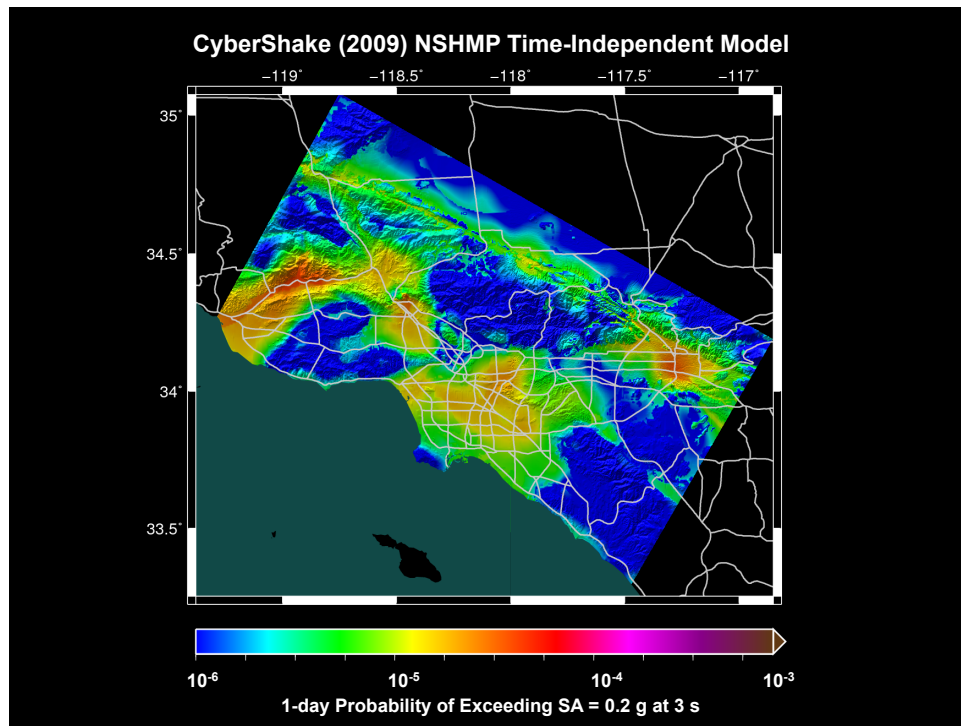 CyberShake (2009) NSHMP Time-Independent Model
−119˚ −118.5˚ −118˚ −117.5˚ −117˚
35˚
34.5˚
34˚
33.5˚
10-6 10-5 10-4 10-3
1-day Probability of Exceeding SA = 0.2 g at 3 s